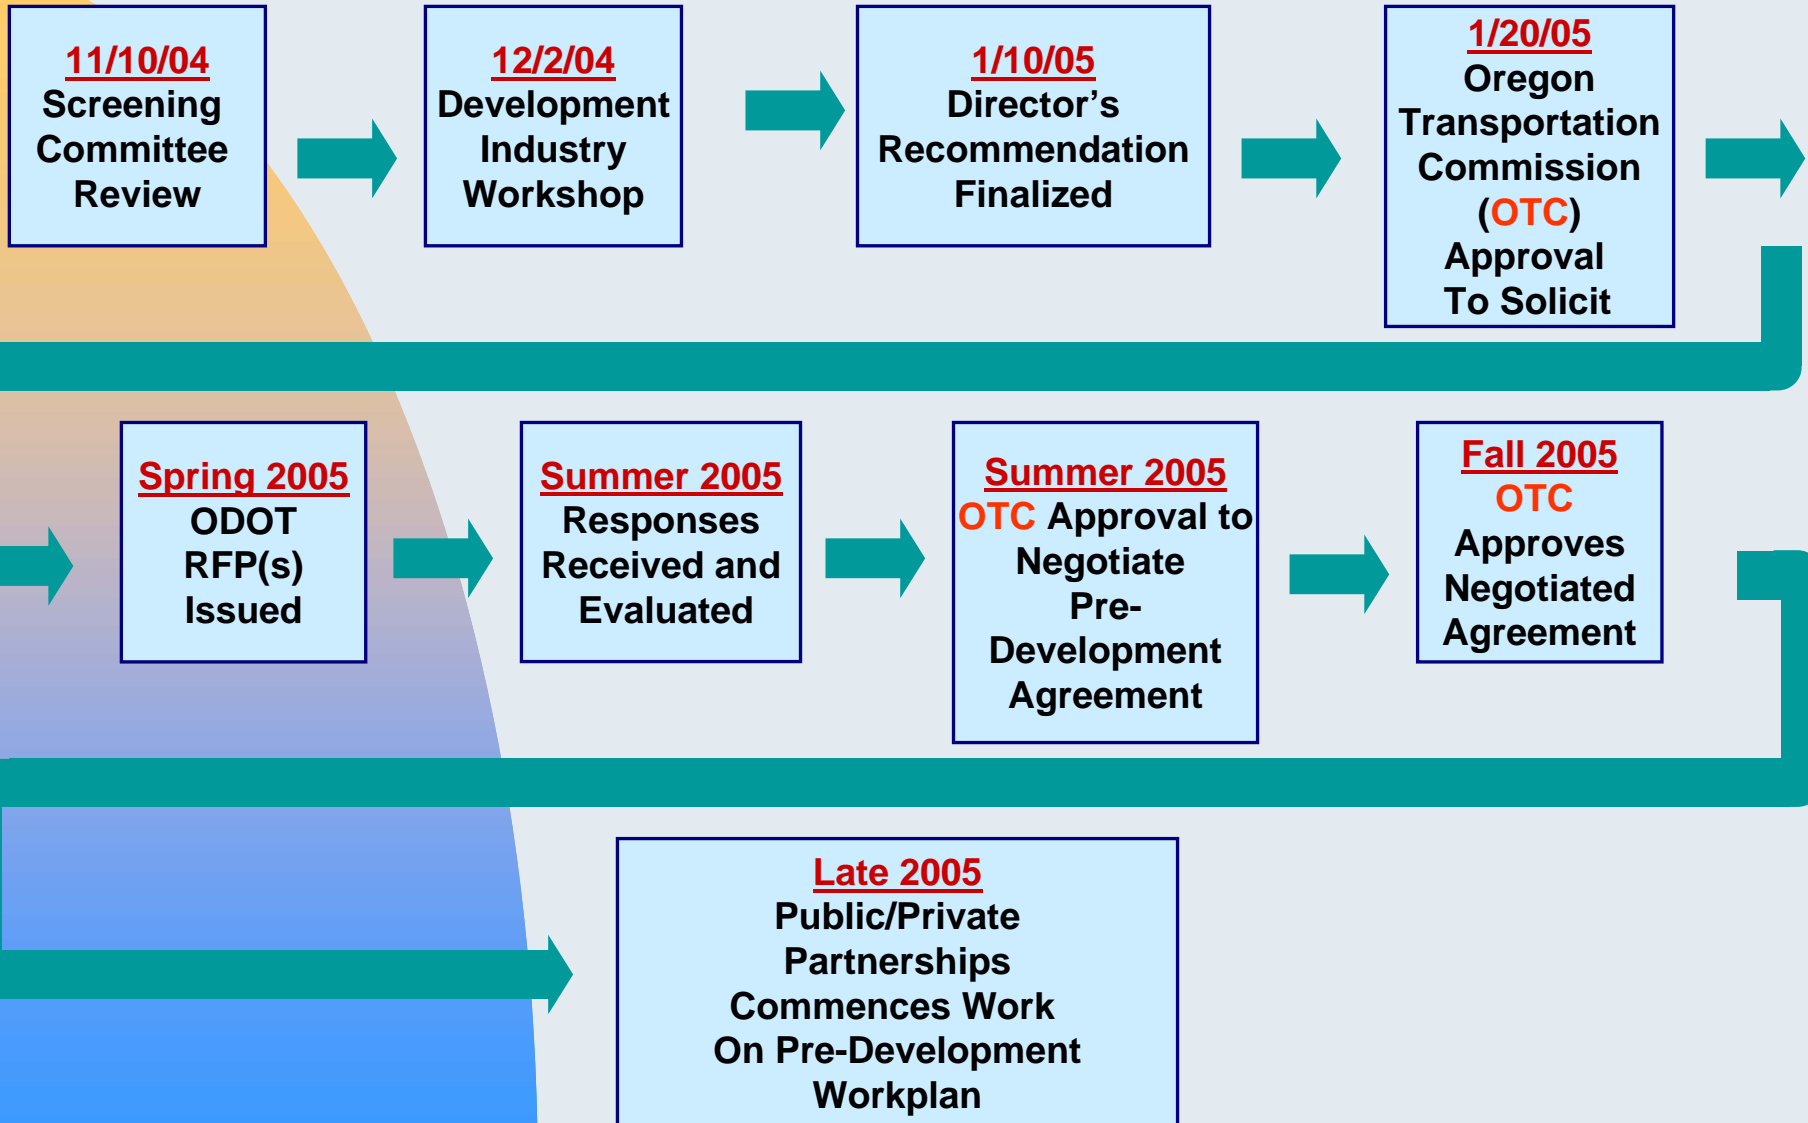 11/10/04
Screening
Committee
Review
12/2/04
Development
Industry
Workshop
1/10/05
Director’s
Recommendation
Finalized
1/20/05
Oregon
Transportation
Commission
(OTC)
Approval
To Solicit
Spring 2005
ODOT
RFP(s)
Issued
Summer 2005
Responses
Received and
Evaluated
Summer 2005
OTC Approval to
Negotiate
Pre-
Development
Agreement
Fall 2005
OTC
Approves
Negotiated
Agreement
Late 2005
Public/Private
Partnerships
Commences Work
On Pre-Development
Workplan